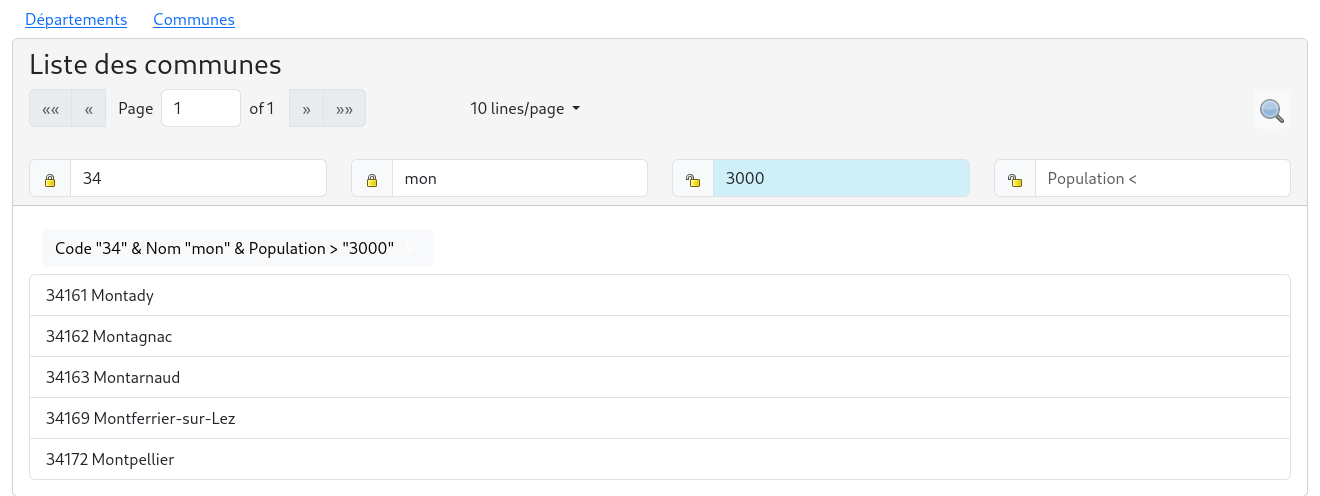 Départements Communes
Liste des communes
«« « Page 1 of 1 » »» 10 lines/page
34 mon 3000 Population <
Code "34" & Nom "mon" & Population > "3000"
34161 Montady
34162 Montagnac
34163 Montarnaud
34169 Montferrier-sur-Lez
34172 Montpellier